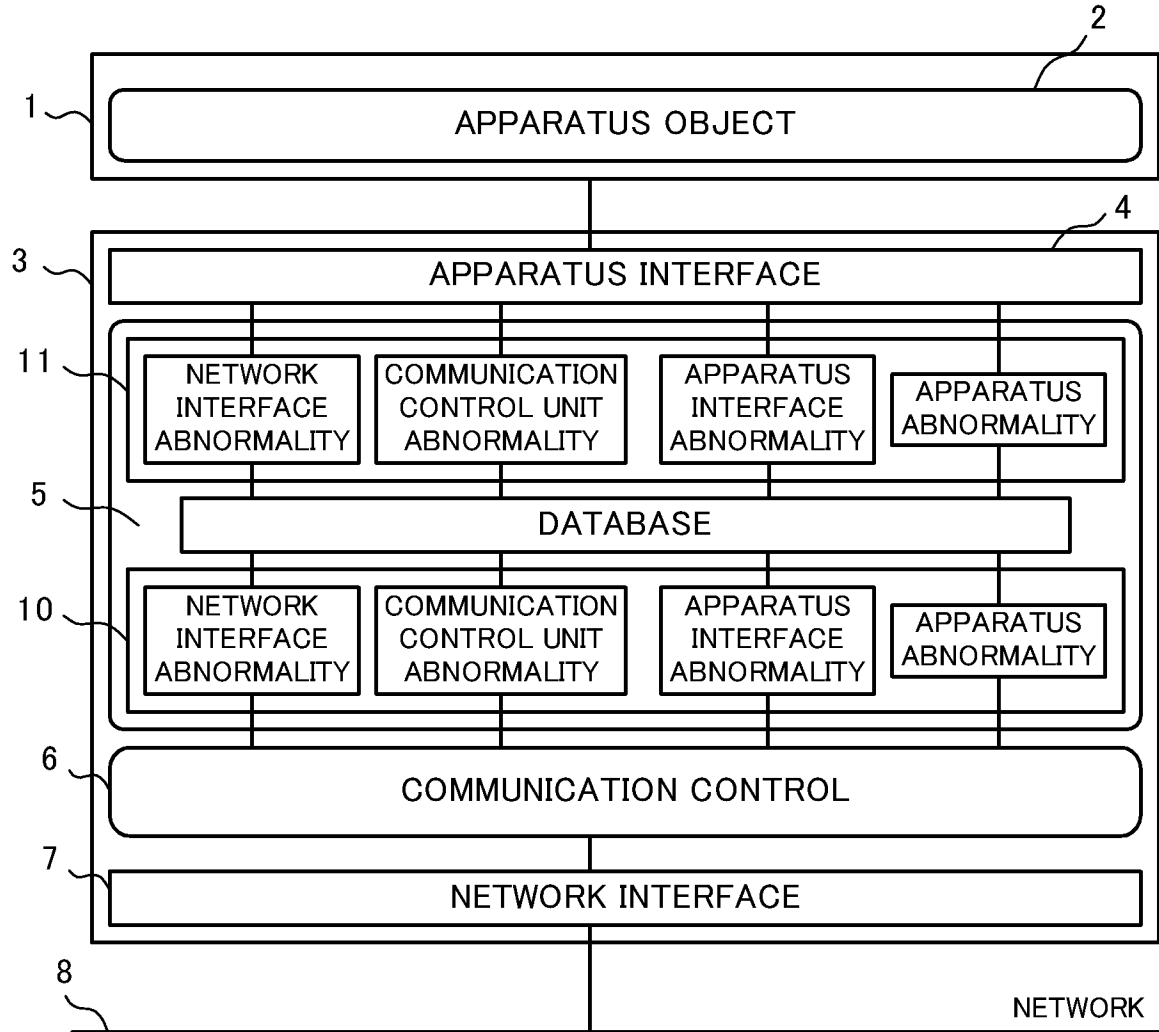 2
1
APPARATUS OBJECT
4
3
APPARATUS INTERFACE
11
NETWORK
INTERFACE
ABNORMALITY
COMMUNICATION
CONTROL UNIT
ABNORMALITY
APPARATUS
INTERFACE
ABNORMALITY
APPARATUS
ABNORMALITY
5
DATABASE
10
NETWORK
INTERFACE
ABNORMALITY
COMMUNICATION
CONTROL UNIT
ABNORMALITY
APPARATUS
INTERFACE
ABNORMALITY
APPARATUS
ABNORMALITY
6
COMMUNICATION CONTROL
7
NETWORK INTERFACE
8
NETWORK